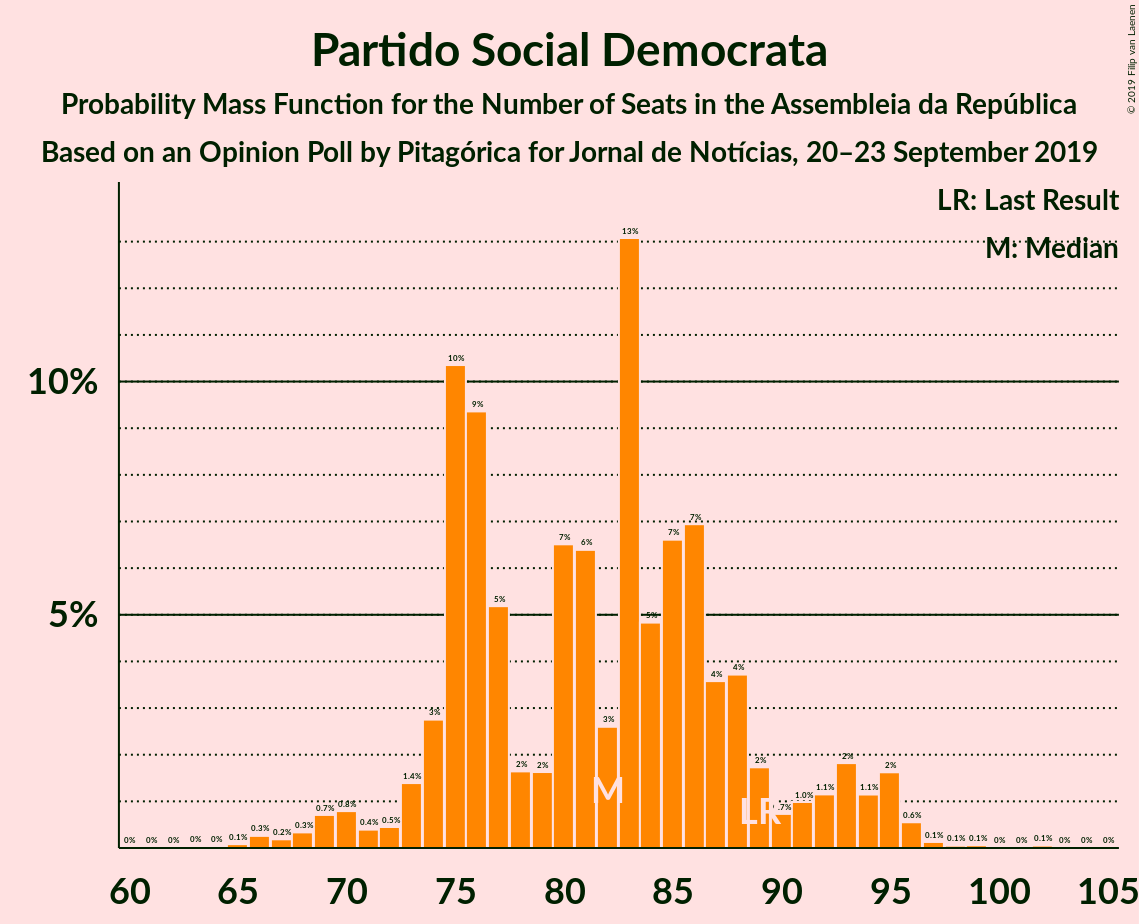 © 2019 Filip van Laenen
Partido Social Democrata
Probability Mass Function for the Number of Seats in the Assembleia da República
Based on an Opinion Poll by Pitagórica for Jornal de Notícias, 20–23 September 2019
LR: Last Result
M: Median
10%
5%
0% 0% 0% 0% 0% 0.1% 0.3% 0.2% 0.3% 0.7% 0.8% 0.4% 0.5% 1.4% 3% 10% 9% 5% 2% 2% 7% 6% 3% 13% 5% 7% 7% 4% 4% 2% 0.7% 1.0% 1.1% 2% 1.1% 2% 0.6% 0.1% 0.1% 0.1% 0% 0% 0.1% 0% 0% 0%
M
LR
60 65 70 75 80 85 90 95 100 105